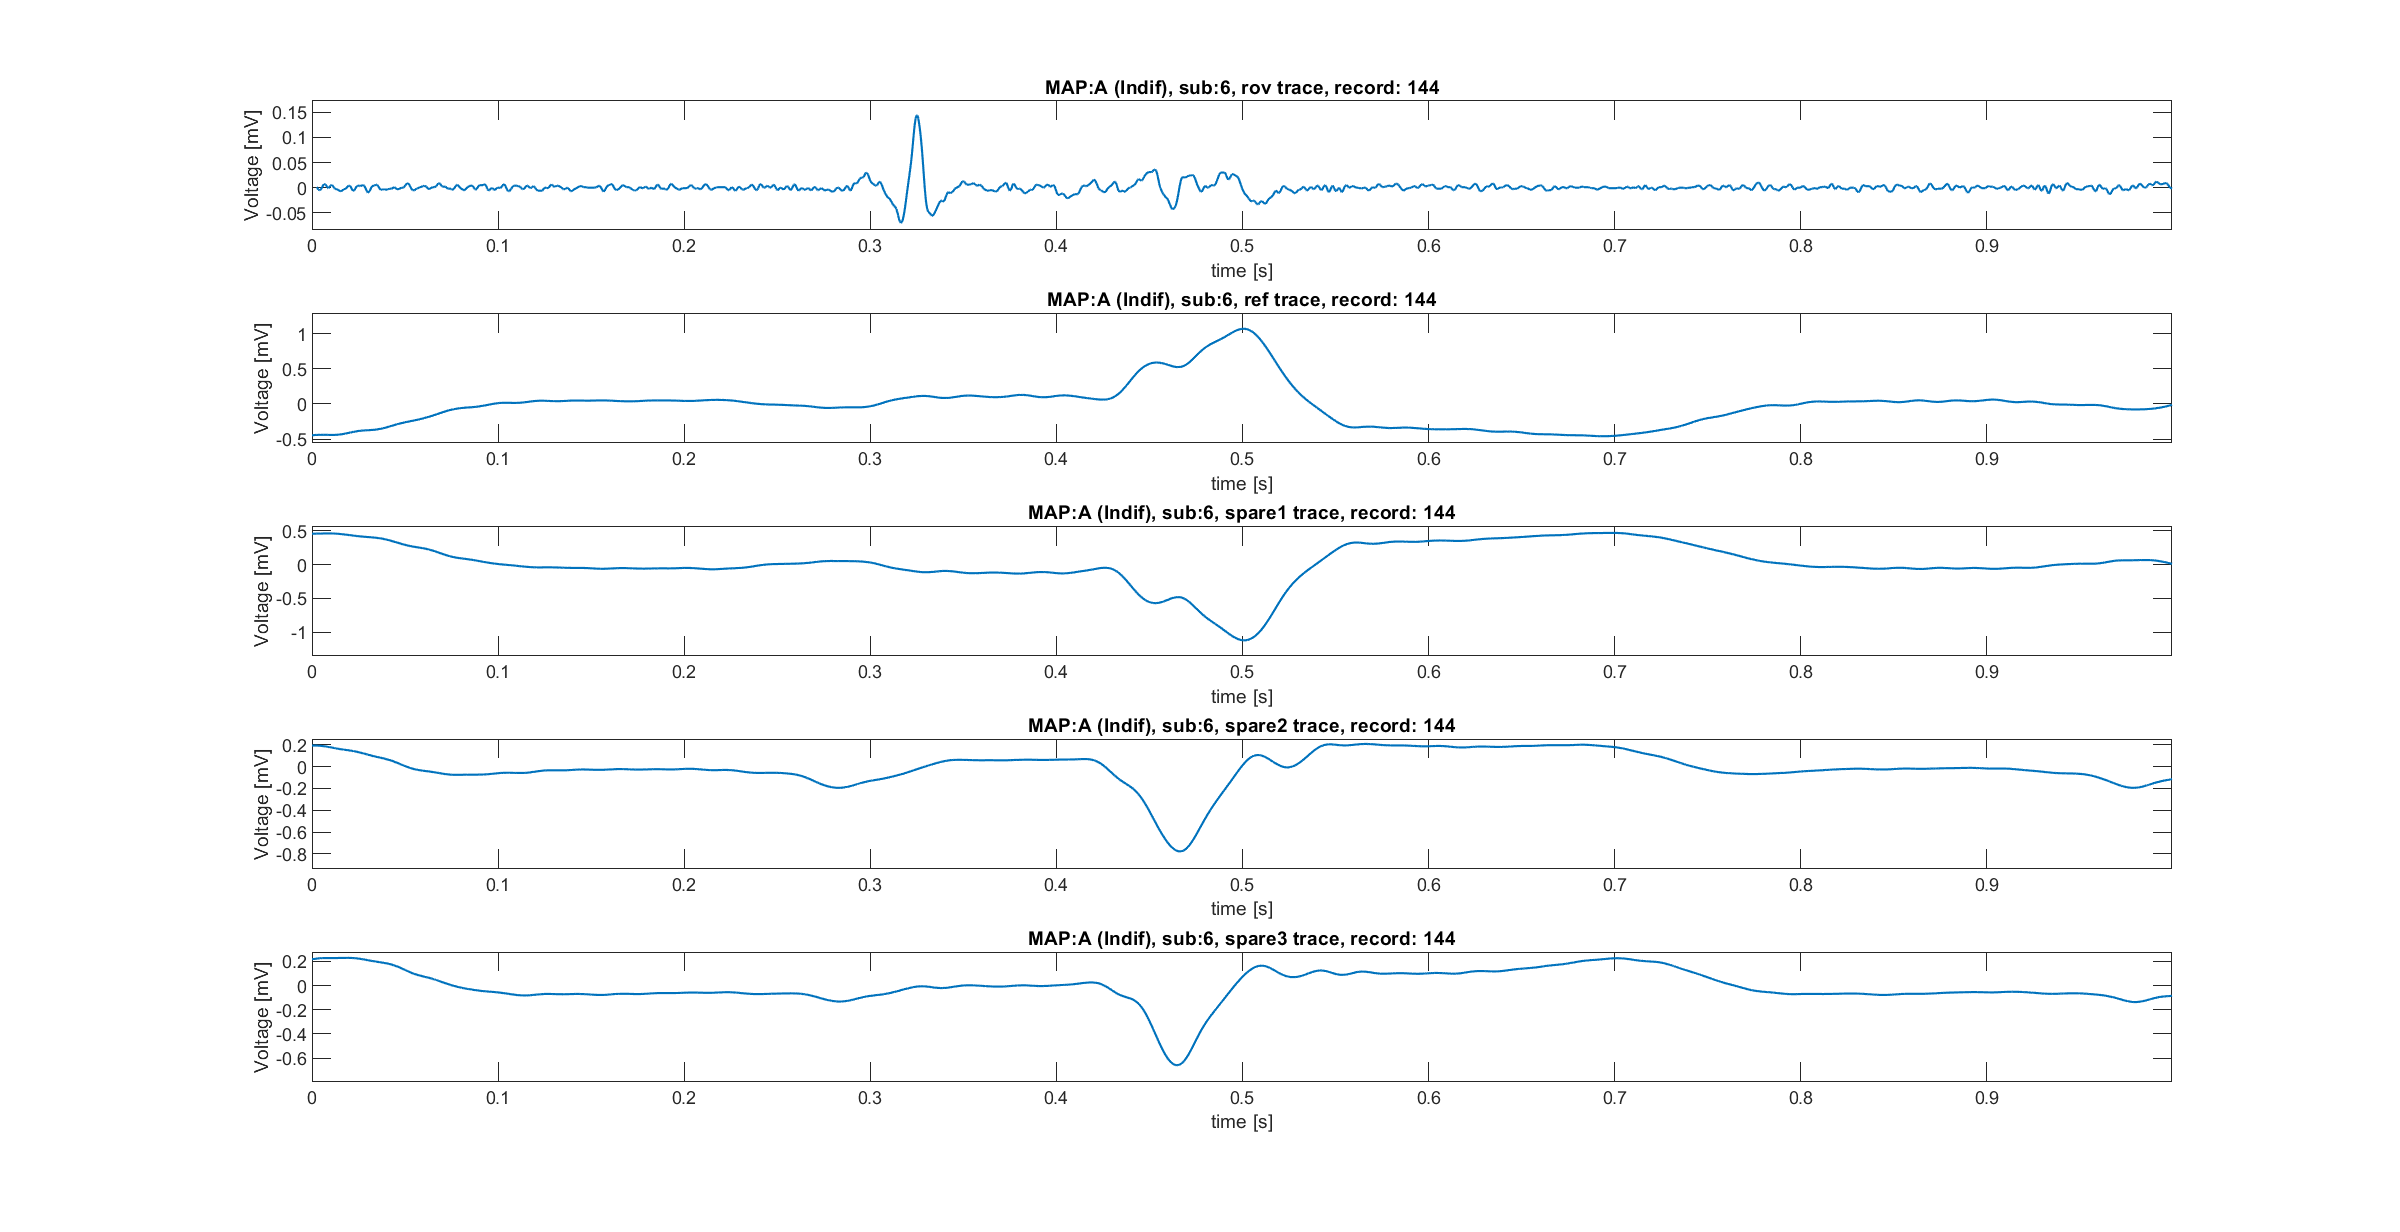 MAP:A (Indif), sub:6, rov trace, record: 144
Voltage [mV]
0.15
0.1
0.05
0
-0.05
0 0.1 0.2 0.3 0.4 0.5 0.6 0.7 0.8 0.9
time [s]
MAP:A (Indif), sub:6, ref trace, record: 144
Voltage [mV]
1
0.5
0
-0.5
0 0.1 0.2 0.3 0.4 0.5 0.6 0.7 0.8 0.9
time [s]
MAP:A (Indif), sub:6, spare1 trace, record: 144
Voltage [mV]
0.5
0
-0.5
-1
0 0.1 0.2 0.3 0.4 0.5 0.6 0.7 0.8 0.9
time [s]
MAP:A (Indif), sub:6, spare2 trace, record: 144
Voltage [mV]
0.2
0
-0.2
-0.4
-0.6
-0.8
0 0.1 0.2 0.3 0.4 0.5 0.6 0.7 0.8 0.9
time [s]
MAP:A (Indif), sub:6, spare3 trace, record: 144
Voltage [mV]
0.2
0
-0.2
-0.4
-0.6
0 0.1 0.2 0.3 0.4 0.5 0.6 0.7 0.8 0.9
time [s]